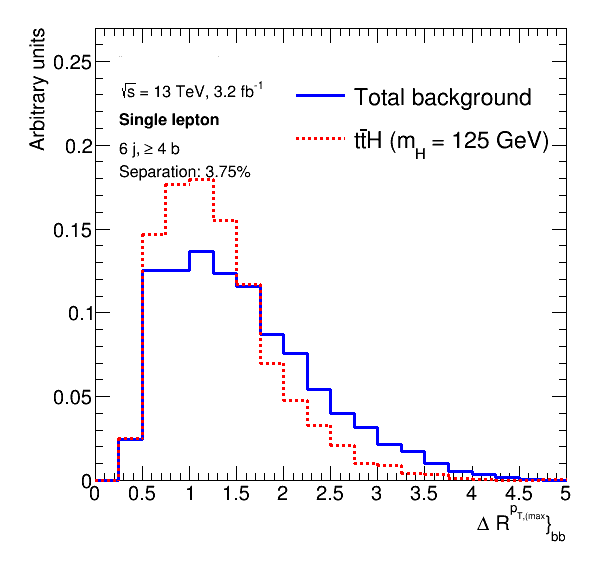 Arbitrary units
0.25
0.2
0.15
0.1
0.05
0
√s = 13 TeV, 3.2 fb-1
Single lepton
6 j, ≥ 4 b
Separation: 3.75%
Total background
tt̄H (mH = 125 GeV)
0 0.5 1 1.5 2 2.5 3 3.5 4 4.5 5
Δ RpT,(max}bb